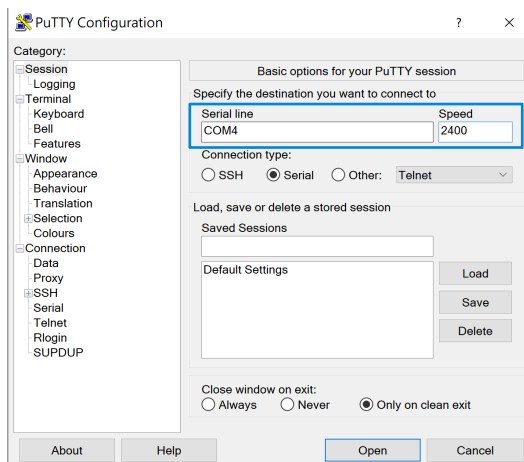 PuTTY Configuration ? ×
Category:
Session
Logging
Terminal
Keyboard
Bell
Features
Window
Appearance
Behaviour
Translation
Selection
Colours
Connection
Data
Proxy
SSH
Serial
Telnet
Rlogin
SUPDUP
Basic options for your PuTTY session
Specify the destination you want to connect to
Serial line Speed
COM4 2400
Connection type:
SSH Serial Other: Telnet
Load, save or delete a stored session
Saved Sessions
Default Settings
Load
Save
Delete
Close window on exit:
Always Never Only on clean exit
About Help Open Cancel